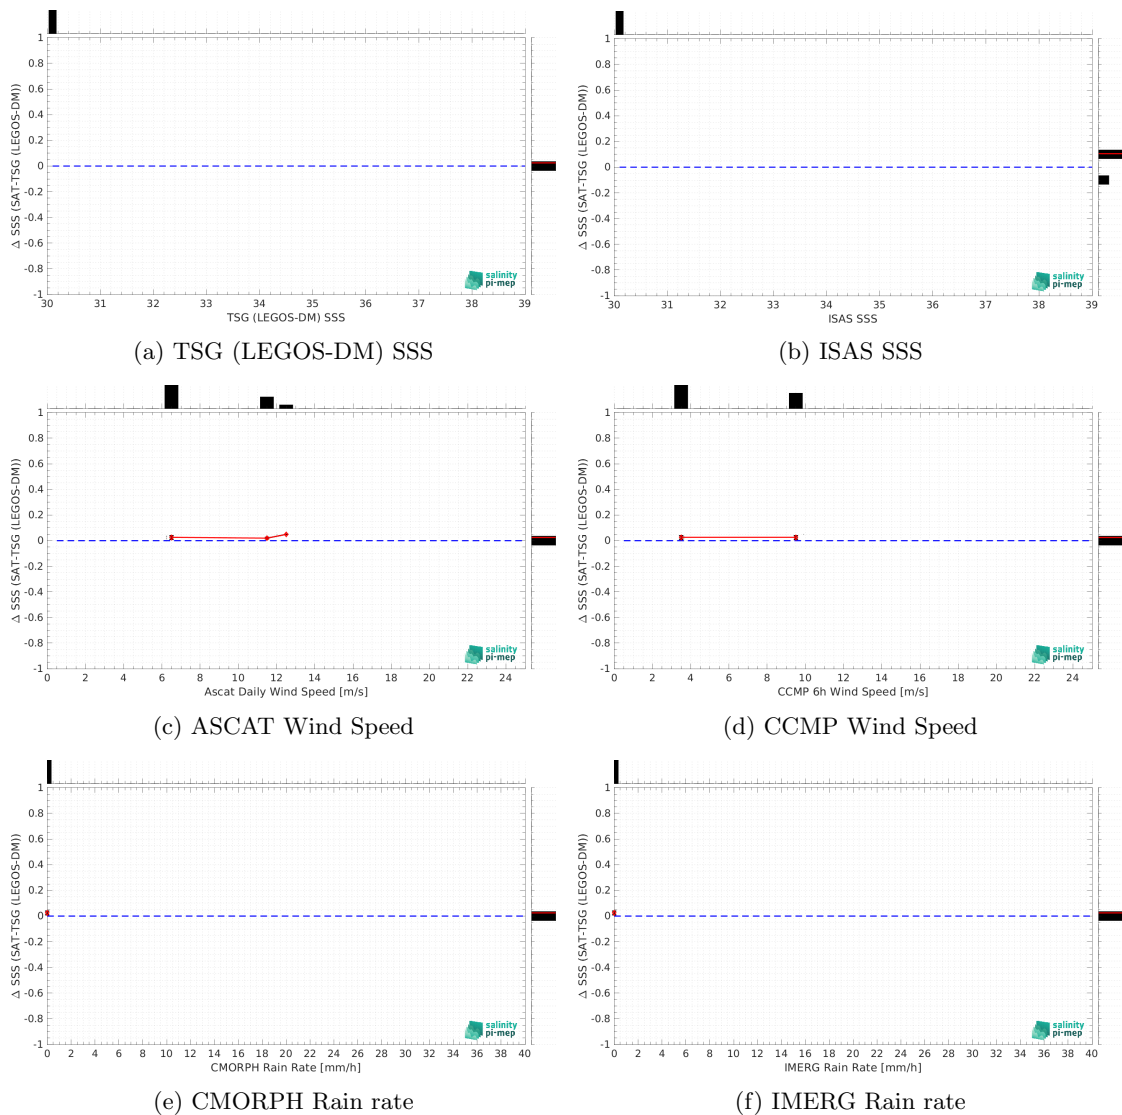 1
0.8
0.6
0.4
0.2
0
-0.2
-0.4
-0.6
-0.8
-1
Δ SSS (SAT-TSG (LEGOS-DM))
salinity
pi-mep
30 31 32 33 34 35 36 37 38 39
TSG (LEGOS-DM) SSS
(a) TSG (LEGOS-DM) SSS
1
0.8
0.6
0.4
0.2
0
-0.2
-0.4
-0.6
-0.8
-1
Δ SSS (SAT-TSG (LEGOS-DM))
salinity
pi-mep
30 31 32 33 34 35 36 37 38 39
ISAS SSS
(b) ISAS SSS
1
0.8
0.6
0.4
0.2
0
-0.2
-0.4
-0.6
-0.8
-1
Δ SSS (SAT-TSG (LEGOS-DM))
salinity
pi-mep
0 2 4 6 8 10 12 14 16 18 20 22 24
Ascat Daily Wind Speed [m/s]
(c) ASCAT Wind Speed
1
0.8
0.6
0.4
0.2
0
-0.2
-0.4
-0.6
-0.8
-1
Δ SSS (SAT-TSG (LEGOS-DM))
salinity
pi-mep
0 2 4 6 8 10 12 14 16 18 20 22 24
CCMP 6h Wind Speed [m/s]
(d) CCMP Wind Speed
1
0.8
0.6
0.4
0.2
0
-0.2
-0.4
-0.6
-0.8
-1
Δ SSS (SAT-TSG (LEGOS-DM))
salinity
pi-mep
0 2 4 6 8 10 12 14 16 18 20 22 24 26 28 30 32 34 36 38 40
CMORPH Rain Rate [mm/h]
(e) CMORPH Rain rate
1
0.8
0.6
0.4
0.2
0
-0.2
-0.4
-0.6
-0.8
-1
Δ SSS (SAT-TSG (LEGOS-DM))
salinity
pi-mep
0 2 4 6 8 10 12 14 16 18 20 22 24 26 28 30 32 34 36 38 40
IMERG Rain Rate [mm/h]
(f) IMERG Rain rate